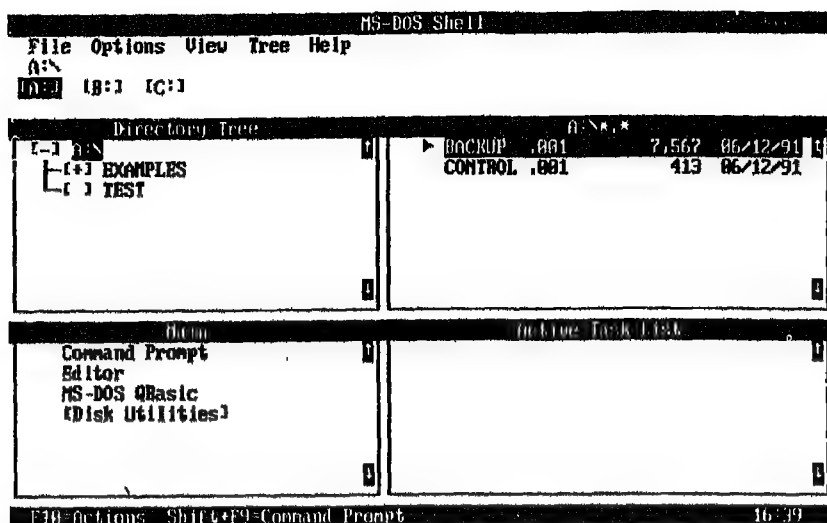 MS-DOS Shell
File Options View Tree Help
A:\
[A:] [B:] [C:]
Directory Tree
[-] A:\
[+] EXAMPLES
[ ] TEST
A:\*.*
BACKUP .001 7,567 06/12/91
CONTROL .001 413 06/12/91
Main
Command Prompt
Editor
MS-DOS QBasic
[Disk Utilities]
Active Task List
F10=Actions Shift+F9=Command Prompt 16:39